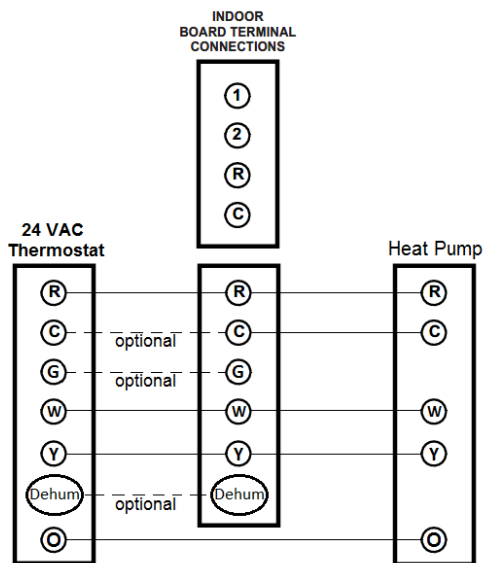 INDOOR
BOARD TERMINAL
CONNECTIONS
1
2
R
C
24 VAC
Thermostat
Heat Pump
R R R
C optional C C
G optional G
W W W
Y Y Y
Dehum optional Dehum
O O